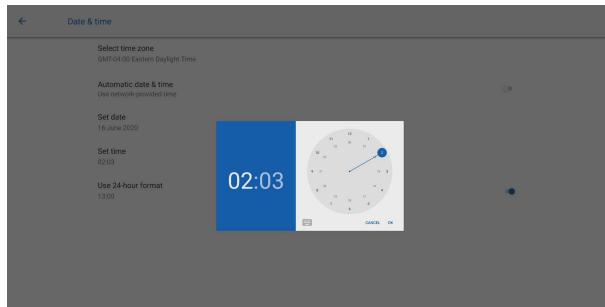 Date & time
Select time zone
GMT-04:00 Eastern Daylight Time
Automatic date & time
Use network-provided time
Set date
16 June 2020
Set time
02:03
Use 24-hour format
13:00
02:03
CANCEL OK